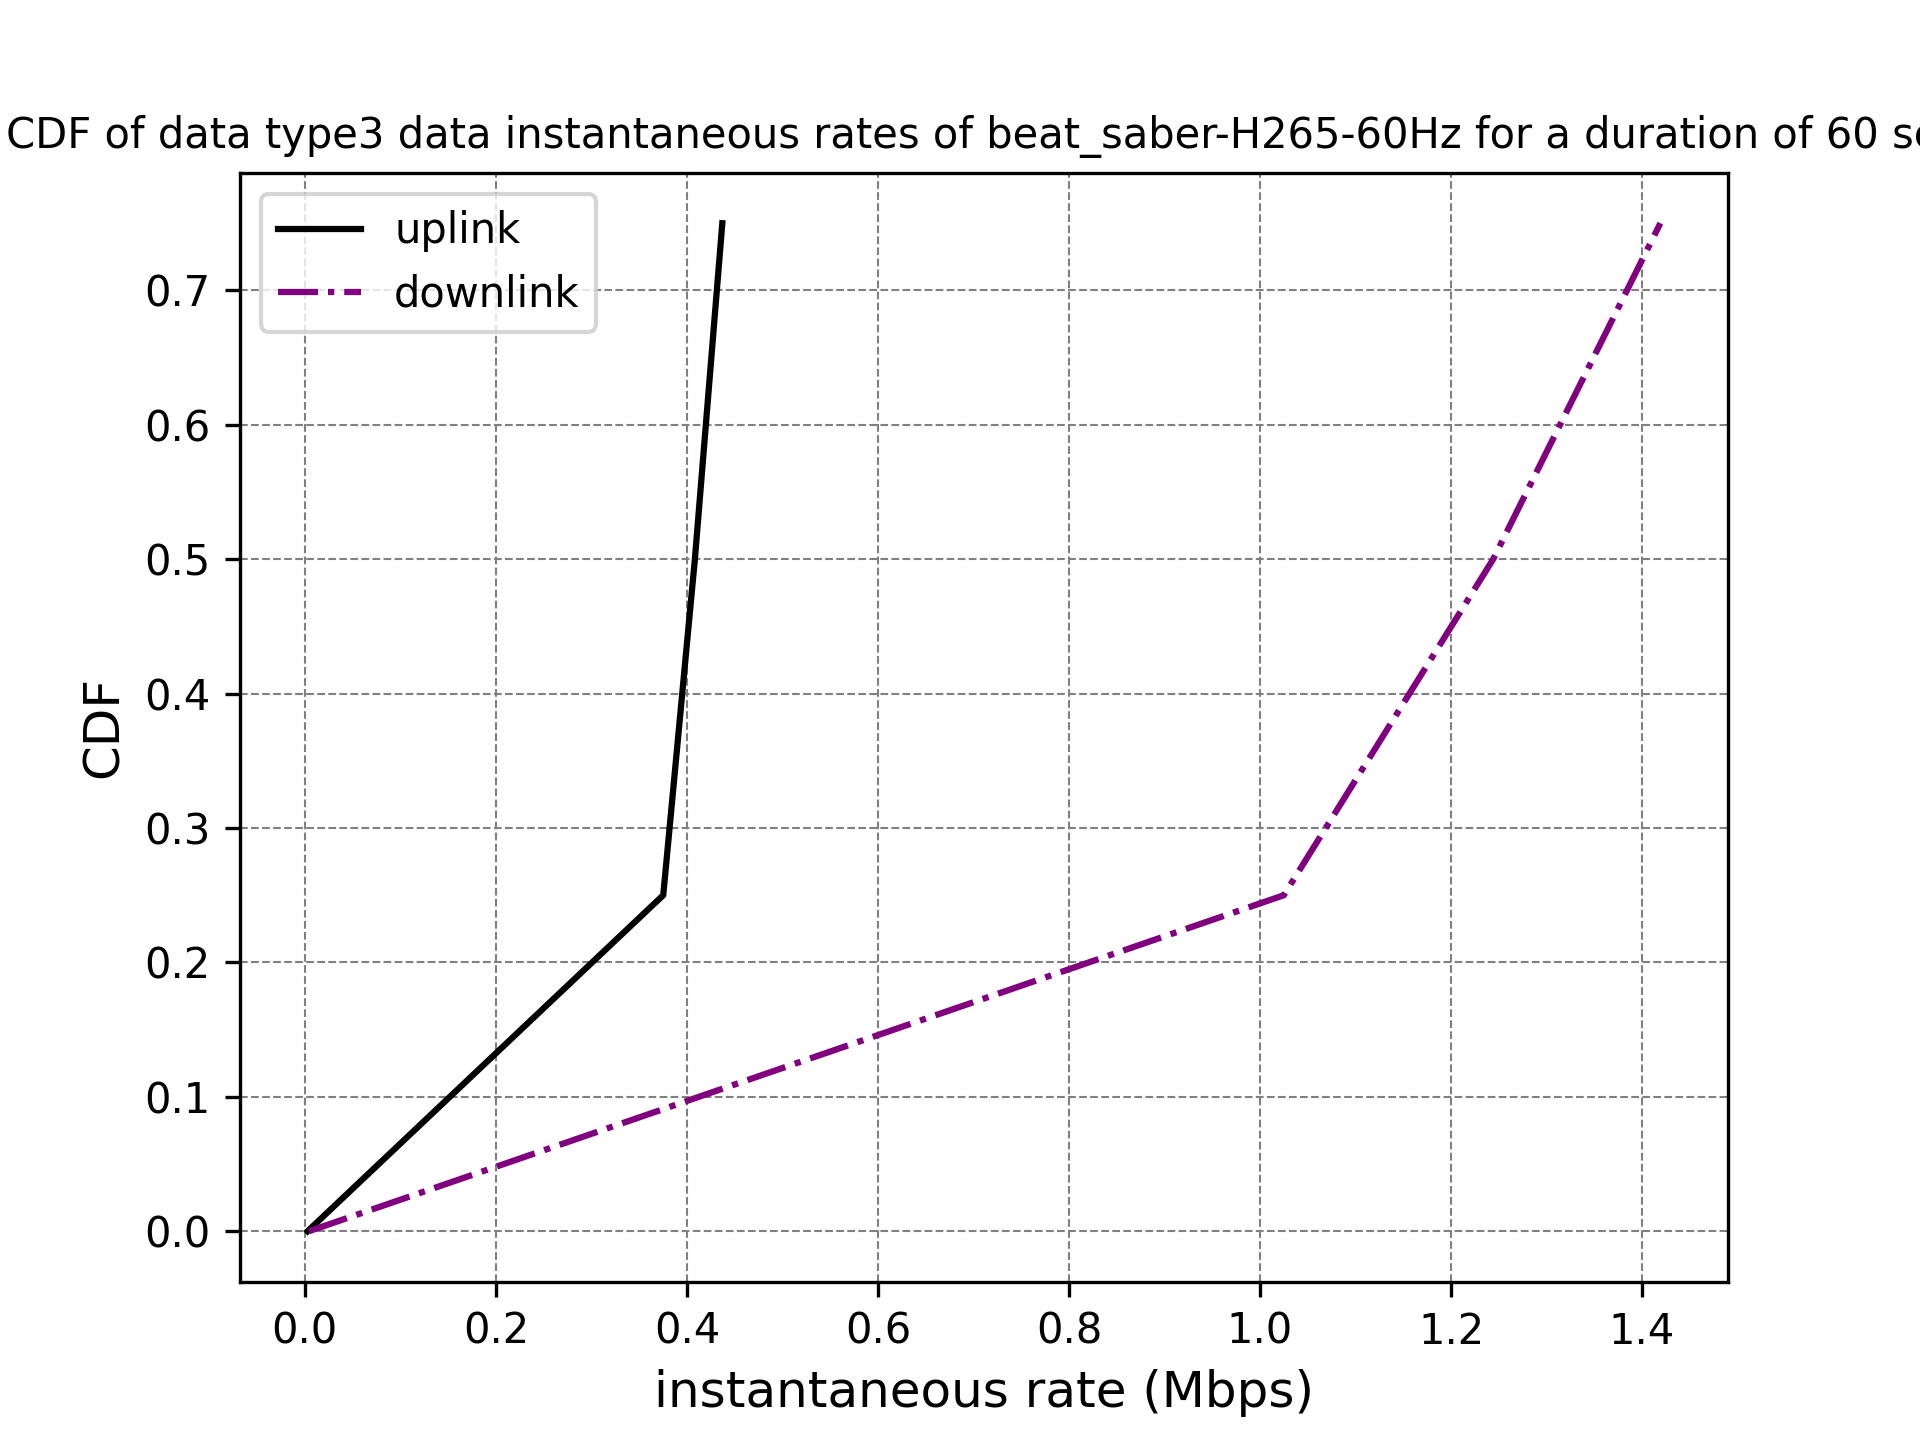 CDF of data type3 data instantaneous rates of beat_saber-H265-60Hz for a duration of 60
uplink
downlink
0.7
0.6
0.5
0.4
0.3
0.2
0.1
0.0
CDF
0.0 0.2 0.4 0.6 0.8 1.0 1.2 1.4
instantaneous rate (Mbps)